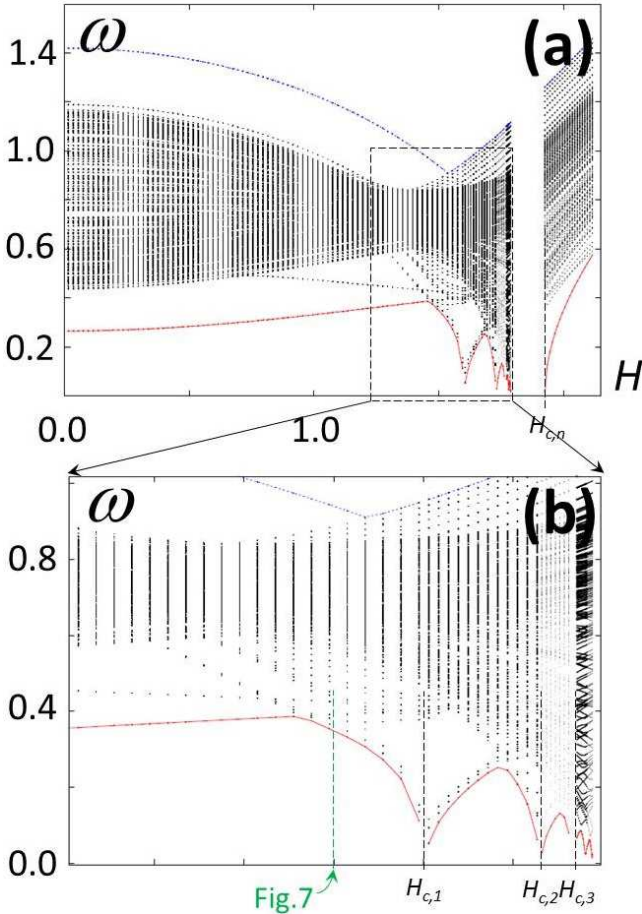 ω
(a)
1.4
1.0
0.6
0.2
H
0.0
1.0
H_{c,n}
ω
(b)
0.8
0.4
0.0
Fig.7
H_{c,1}
H_{c,2}
H_{c,3}